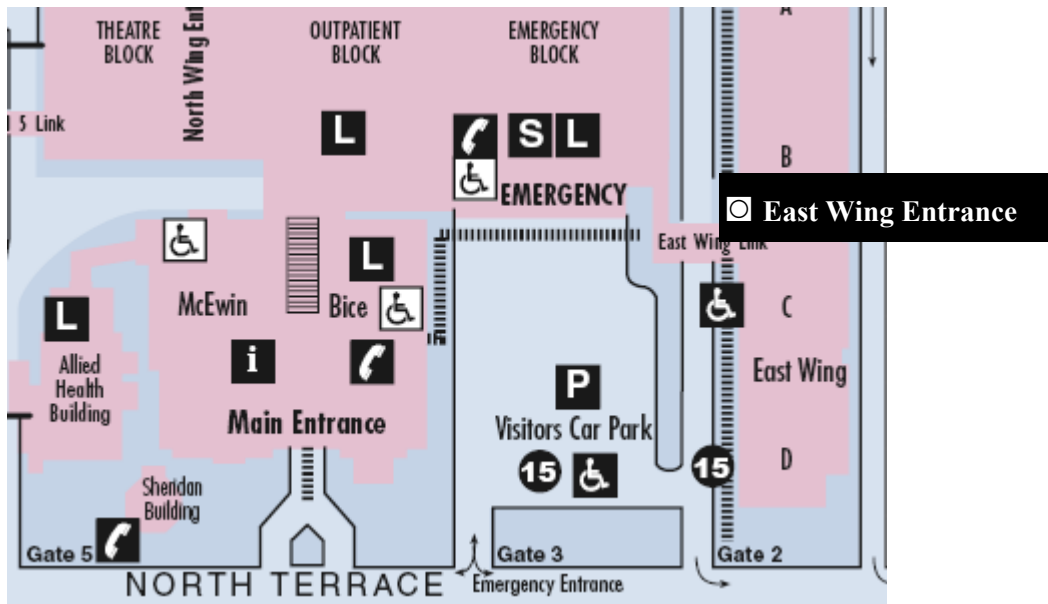 THEATRE
BLOCK
North Wing Ent
OUTPATIENT
BLOCK
EMERGENCY
BLOCK
A
5 Link
L
S L
B
EMERGENCY
East Wing Entrance
East Wing Link
L
McEwin
Bice
C
L
i
Allied
Health
Building
East Wing
P
Main Entrance
Visitors Car Park
15
15
D
Sheridan
Building
Gate 5
Gate 3
Gate 2
NORTH TERRACE
Emergency Entrance